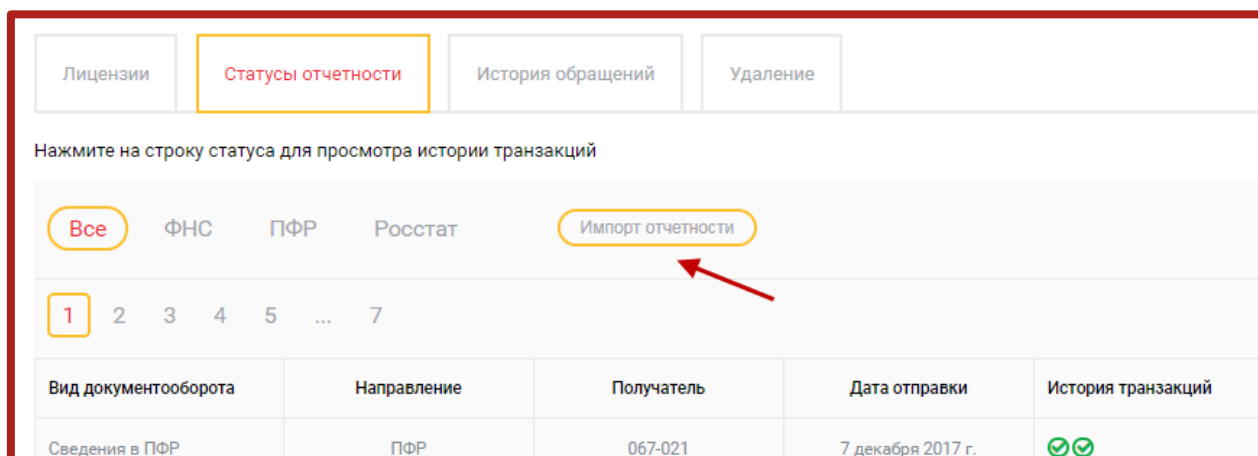 Лицензии Статусы отчетности История обращений Удаление
Нажмите на строку статуса для просмотра истории транзакций
Все ФНС ПФР Росстат Импорт отчетности
1 2 3 4 5 ... 7
Вид документооборота Направление Получатель Дата отправки История транзакций
Сведения в ПФР ПФР 067-021 7 декабря 2017 г.